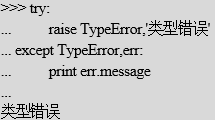 >>> try:
...     raise TypeError,'类型错误'
... except TypeError,err:
...     print err.message
...
类型错误